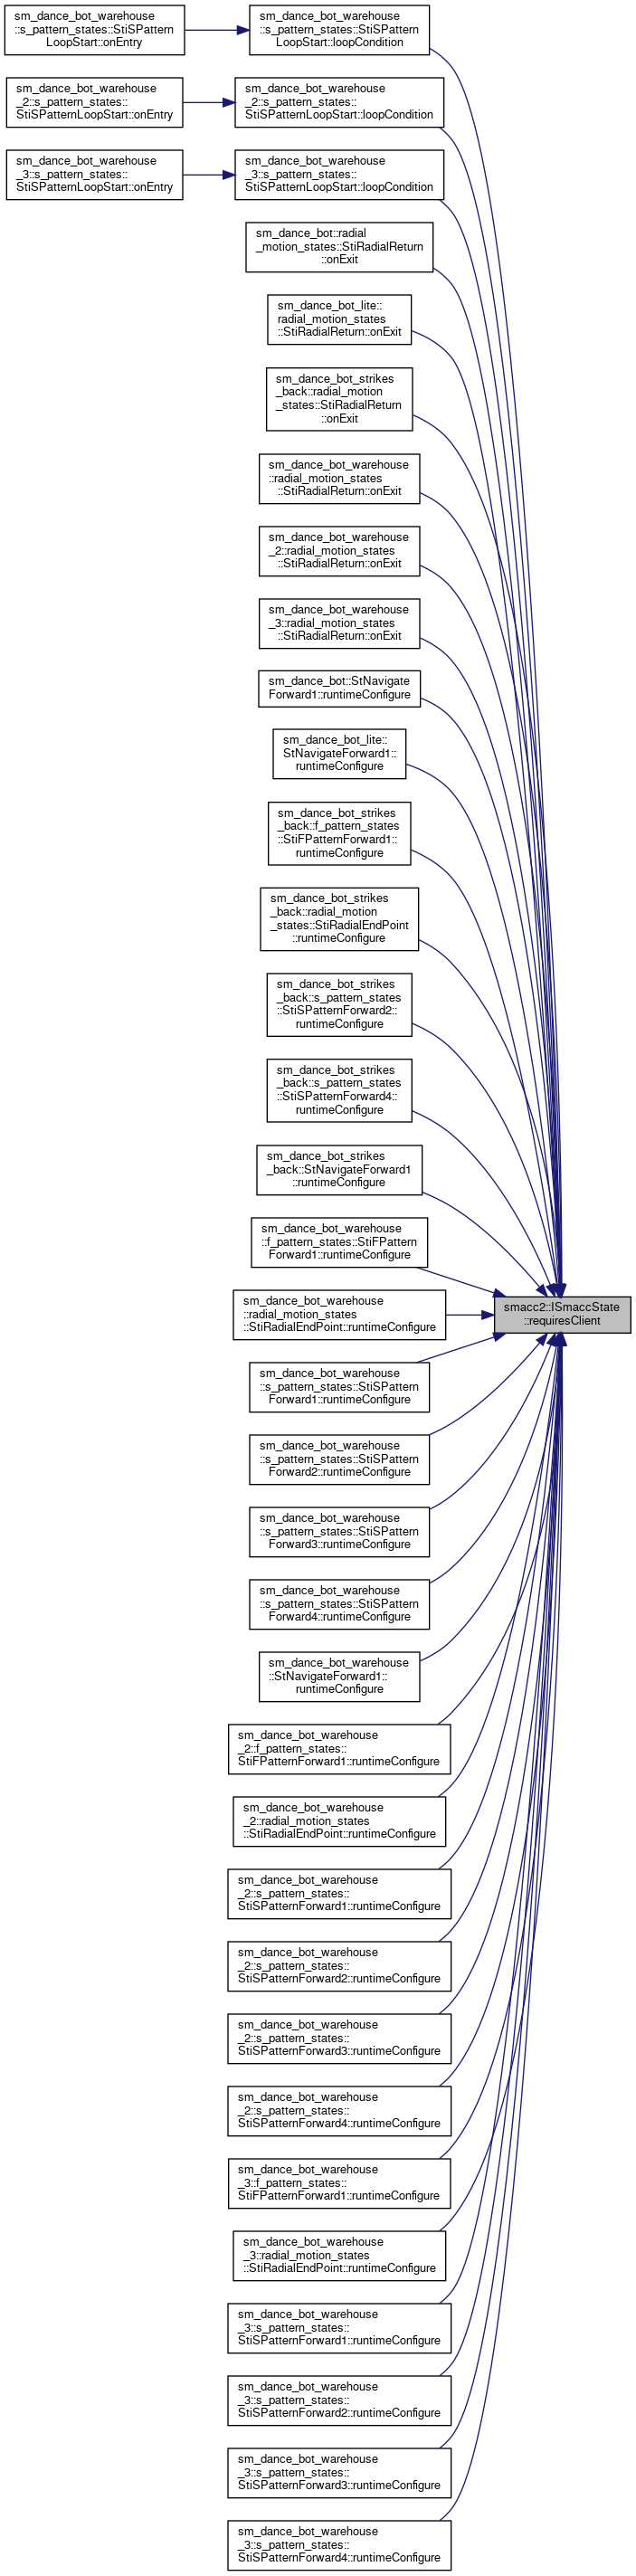 sm_dance_bot_warehouse
::s_pattern_states::StiSPattern
LoopStart::onEntry
sm_dance_bot_warehouse
::s_pattern_states::StiSPattern
LoopStart::loopCondition
sm_dance_bot_warehouse
_2::s_pattern_states::
StiSPatternLoopStart::onEntry
sm_dance_bot_warehouse
_2::s_pattern_states::
StiSPatternLoopStart::loopCondition
sm_dance_bot_warehouse
_3::s_pattern_states::
StiSPatternLoopStart::onEntry
sm_dance_bot_warehouse
_3::s_pattern_states::
StiSPatternLoopStart::loopCondition
sm_dance_bot::radial
_motion_states::StiRadialReturn
::onExit
sm_dance_bot_lite::
radial_motion_states
::StiRadialReturn::onExit
sm_dance_bot_strikes
_back::radial_motion
_states::StiRadialReturn
::onExit
sm_dance_bot_warehouse
::radial_motion_states
::StiRadialReturn::onExit
sm_dance_bot_warehouse
_2::radial_motion_states
::StiRadialReturn::onExit
sm_dance_bot_warehouse
_3::radial_motion_states
::StiRadialReturn::onExit
sm_dance_bot::StNavigate
Forward1::runtimeConfigure
sm_dance_bot_lite::
StNavigateForward1::
runtimeConfigure
sm_dance_bot_strikes
_back::f_pattern_states
::StiFPatternForward1::
runtimeConfigure
sm_dance_bot_strikes
_back::radial_motion
_states::StiRadialEndPoint
::runtimeConfigure
sm_dance_bot_strikes
_back::s_pattern_states
::StiSPatternForward2::
runtimeConfigure
sm_dance_bot_strikes
_back::s_pattern_states
::StiSPatternForward4::
runtimeConfigure
sm_dance_bot_strikes
_back::StNavigateForward1
::runtimeConfigure
sm_dance_bot_warehouse
::f_pattern_states::StiFPattern
Forward1::runtimeConfigure
sm_dance_bot_warehouse
::radial_motion_states
::StiRadialEndPoint::runtimeConfigure
smacc2::ISmaccState
::requiresClient
sm_dance_bot_warehouse
::s_pattern_states::StiSPattern
Forward1::runtimeConfigure
sm_dance_bot_warehouse
::s_pattern_states::StiSPattern
Forward2::runtimeConfigure
sm_dance_bot_warehouse
::s_pattern_states::StiSPattern
Forward3::runtimeConfigure
sm_dance_bot_warehouse
::s_pattern_states::StiSPattern
Forward4::runtimeConfigure
sm_dance_bot_warehouse
::StNavigateForward1::
runtimeConfigure
sm_dance_bot_warehouse
_2::f_pattern_states::
StiFPatternForward1::runtimeConfigure
sm_dance_bot_warehouse
_2::radial_motion_states
::StiRadialEndPoint::runtimeConfigure
sm_dance_bot_warehouse
_2::s_pattern_states::
StiSPatternForward1::runtimeConfigure
sm_dance_bot_warehouse
_2::s_pattern_states::
StiSPatternForward2::runtimeConfigure
sm_dance_bot_warehouse
_2::s_pattern_states::
StiSPatternForward3::runtimeConfigure
sm_dance_bot_warehouse
_2::s_pattern_states::
StiSPatternForward4::runtimeConfigure
sm_dance_bot_warehouse
_3::f_pattern_states::
StiFPatternForward1::runtimeConfigure
sm_dance_bot_warehouse
_3::radial_motion_states
::StiRadialEndPoint::runtimeConfigure
sm_dance_bot_warehouse
_3::s_pattern_states::
StiSPatternForward1::runtimeConfigure
sm_dance_bot_warehouse
_3::s_pattern_states::
StiSPatternForward2::runtimeConfigure
sm_dance_bot_warehouse
_3::s_pattern_states::
StiSPatternForward3::runtimeConfigure
sm_dance_bot_warehouse
_3::s_pattern_states::
StiSPatternForward4::runtimeConfigure